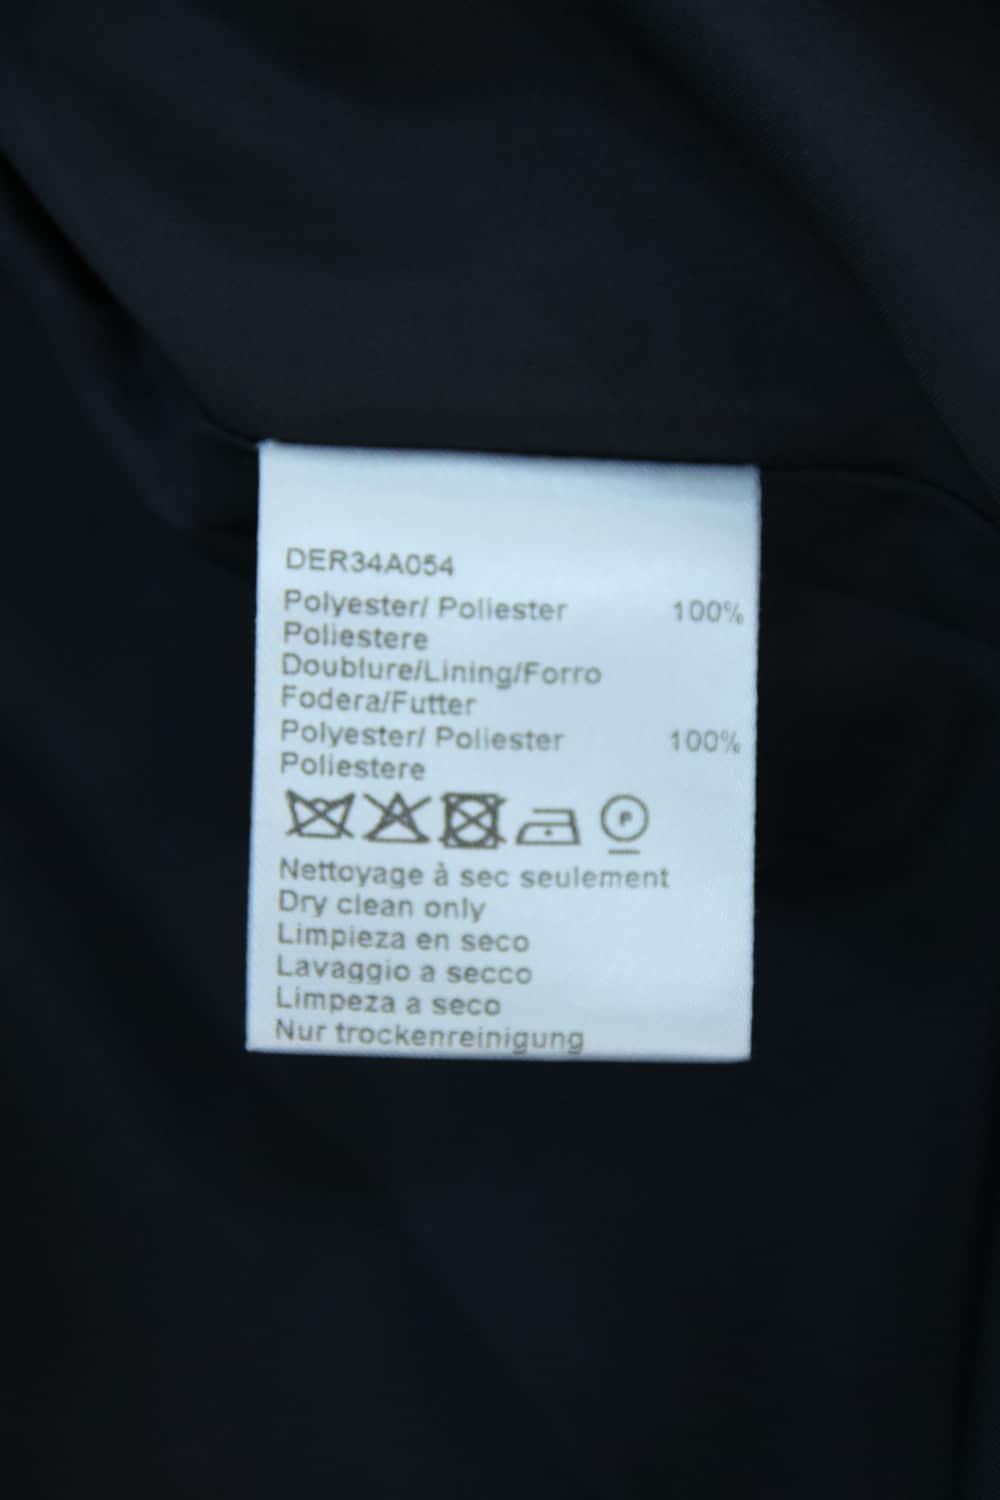 DER34A054
Polyester/ Poliester 100%
Poliestere
Doublure/Lining/Forro
Fodera/Futter
Polyester/ Poliester 100%
Poliestere
P
Nettoyage à sec seulement
Dry clean only
Limpieza en seco
Lavaggio a secco
Limpeza a seco
Nur trockenreinigung